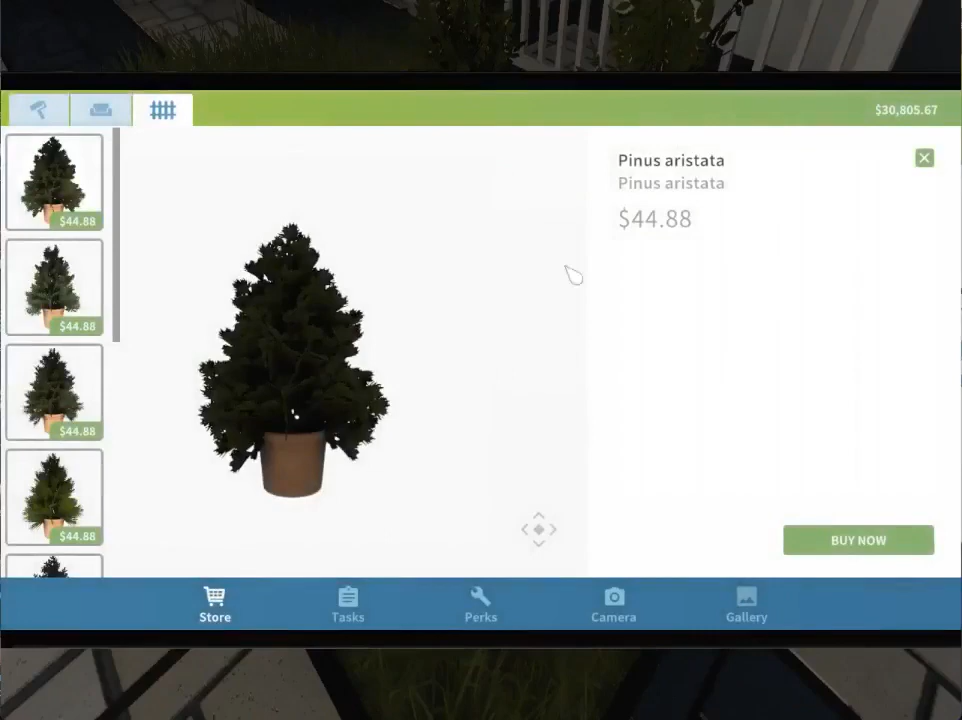 $30,805.67
$44.88
$44.88
$44.88
$44.88
Pinus aristata
Pinus aristata
$44.88
BUY NOW
Store
Tasks
Perks
Camera
Gallery